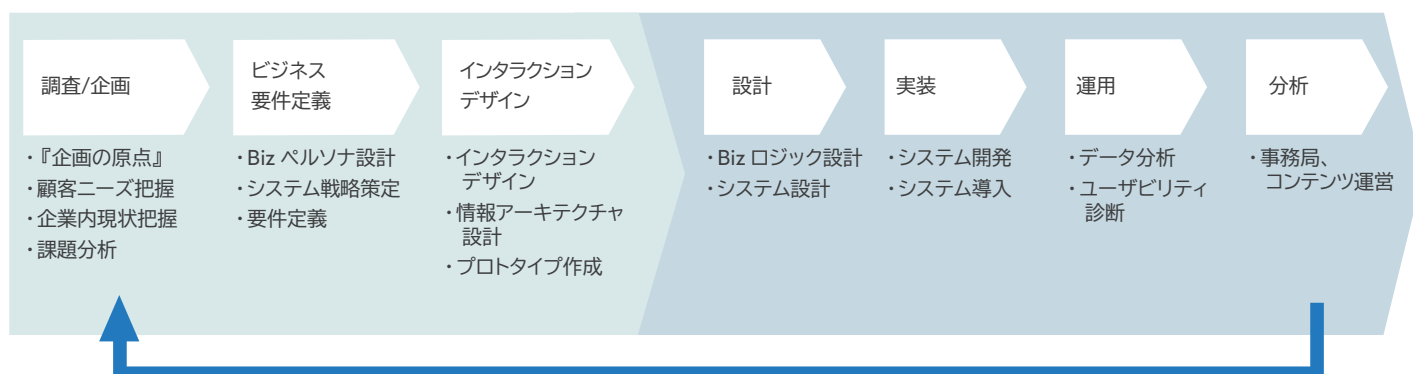 調査/企画
・『企画の原点』
・顧客ニーズ把握
・企業内現状把握
・課題分析
ビジネス
要件定義
・Biz ペルソナ設計
・システム戦略策定
・要件定義
インタラクション
デザイン
・インタラクション
デザイン
・情報アーキテクチャ
設計
・プロトタイプ作成
設計
・Biz ロジック設計
・システム設計
実装
・システム開発
・システム導入
運用
・データ分析
・ユーザビリティ
診断
分析
・事務局、
コンテンツ運営